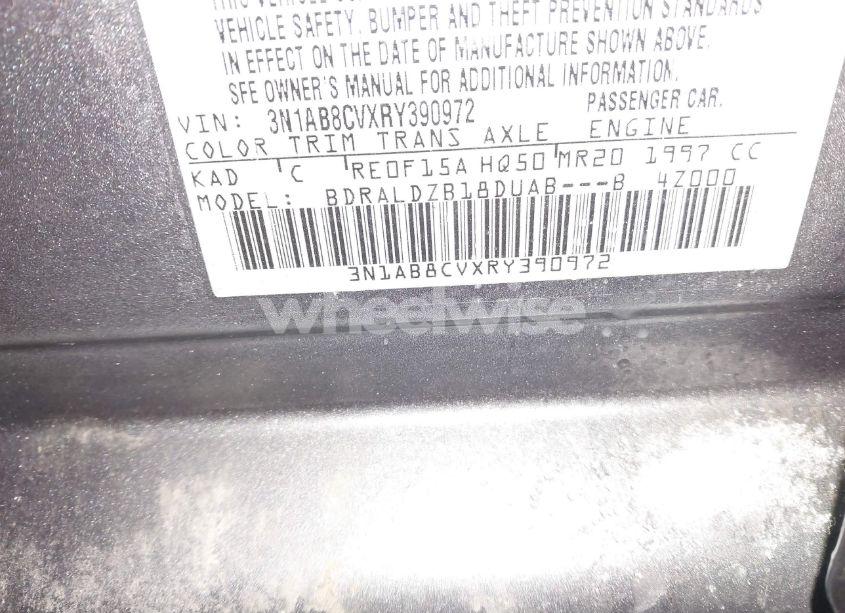 VEHICLE SAFETY, BUMPER AND THEFT PREVENTION STANDARDS
IN EFFECT ON THE DATE OF MANUFACTURE SHOWN ABOVE.
SEE OWNER'S MANUAL FOR ADDITIONAL INFORMATION.
PASSENGER CAR.
VIN: 3N1AB8CVXRY390972
COLOR TRIM TRANS AXLE ENGINE
KAD C RE0F15A HQ50 MR20 1997 CC
MODEL: BDRALDZB18DUAB---B 4Z000
3N1AB8CVXRY390972
wheelwise